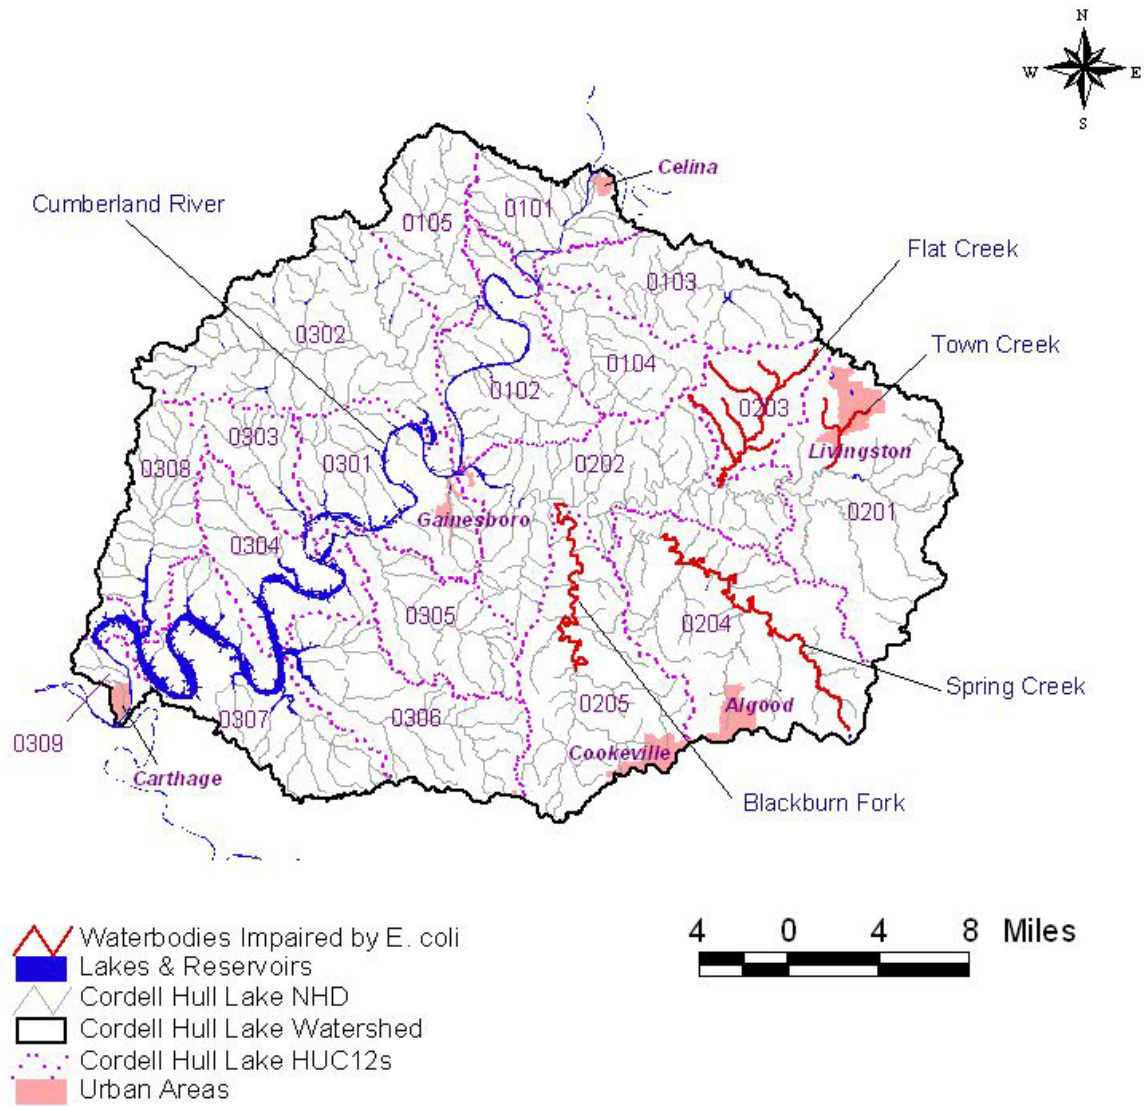 N
W
E
S
Celina
Cumberland River
0101
0105
Flat Creek
0103
0302
Town Creek
0104
0102
0203
0303
0301
0202
Livingston
0308
0201
Gainesboro
0304
0305
0204
Spring Creek
0205
Algood
0307
0306
0309
Cookeville
Carthage
Blackburn Fork
Waterbodies Impaired by E. coli
Lakes & Reservoirs
Cordell Hull Lake NHD
Cordell Hull Lake Watershed
Cordell Hull Lake HUC12s
Urban Areas
4 0 4 8 Miles